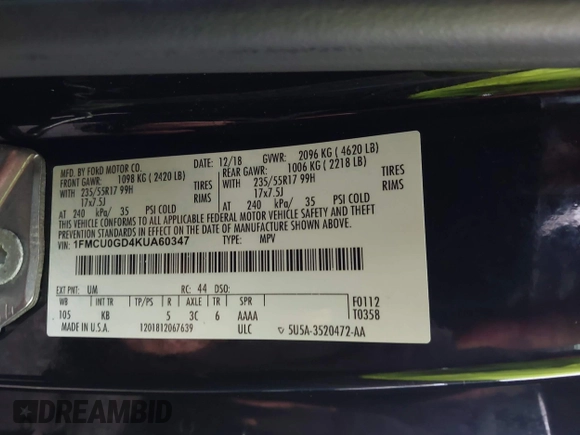 MFD. BY FORD MOTOR CO. 12/18 GVWR: 2096 KG ( 4620 LB)
FRONT GAWR: 1098 KG ( 2420 LB) REAR GAWR: 1006 KG ( 2218 LB)
WITH 235/55R17 99H TIRES WITH 235/55R17 99H TIRES
17x7.5J RIMS 17x7.5J RIMS
AT 240 kPa/ 35 PSI COLD AT 240 kPa/ 35 PSI COLD
THIS VEHICLE CONFORMS TO ALL APPLICABLE FEDERAL MOTOR VEHICLE SAFETY AND
THEFT PREVENTION STANDARDS IN EFFECT ON THE DATE OF MANUFACTURE SHOWN ABOVE.
VIN: 1FMCU0GD4KUA60347 TYPE: MPV
EXT PNT: UM RC: 44 DSO:
WB INT TR TP/PS R AXLE TR SPR F0112
105 KB 5 3C 6 AAAA T0358
MADE IN U.S.A. 1201812067639 ULC 5U5A-3520472-AA
DREAMBID